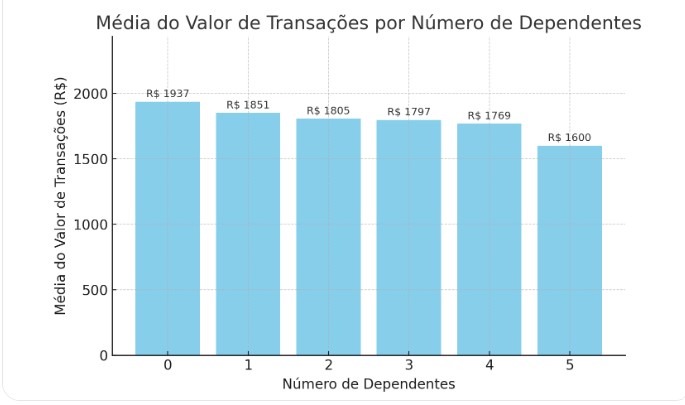 Média do Valor de Transações por Número de Dependentes
Média do Valor de Transações (R$)
2000
1500
1000
500
0
R$ 1937
R$ 1851
R$ 1805
R$ 1797
R$ 1769
R$ 1600
0 1 2 3 4 5
Número de Dependentes